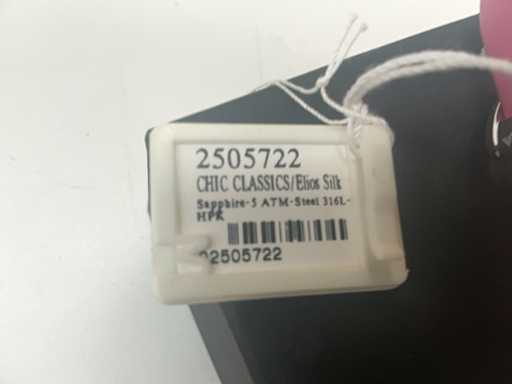 2505722
CHIC CLASSICS/Elios Silk
Sapphire-5 ATM-Steel 316L-
HPK
02505722